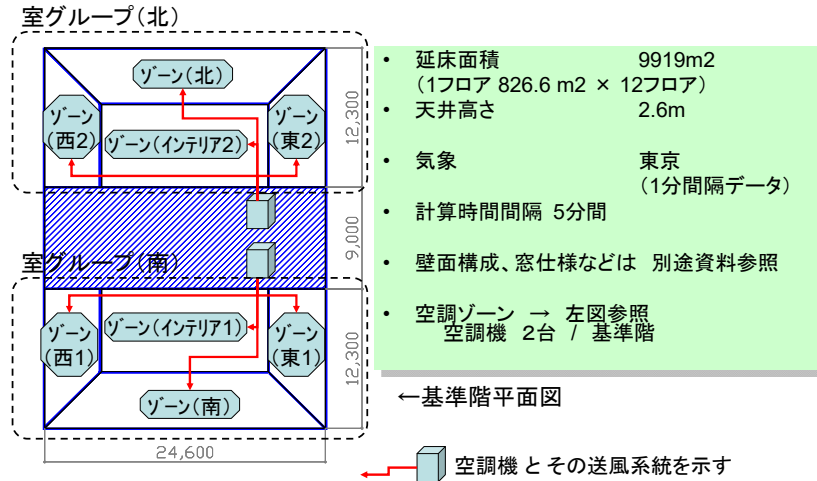 室グループ(北)
ゾーン(北)
ゾーン
(西2)
ゾーン(インテリア2)
ゾーン
(東2)
12,300
9,000
室グループ(南)
ゾーン
(西1)
ゾーン(インテリア1)
ゾーン
(東1)
ゾーン(南)
12,300
24,600
• 延床面積 9919m2
(1フロア 826.6 m2 × 12フロア)
• 天井高さ 2.6m
• 気象 東京
(1分間隔データ)
• 計算時間間隔 5分間
• 壁面構成、窓仕様などは 別途資料参照
• 空調ゾーン → 左図参照
空調機 2台 / 基準階
←基準階平面図
空調機とその送風系統を示す